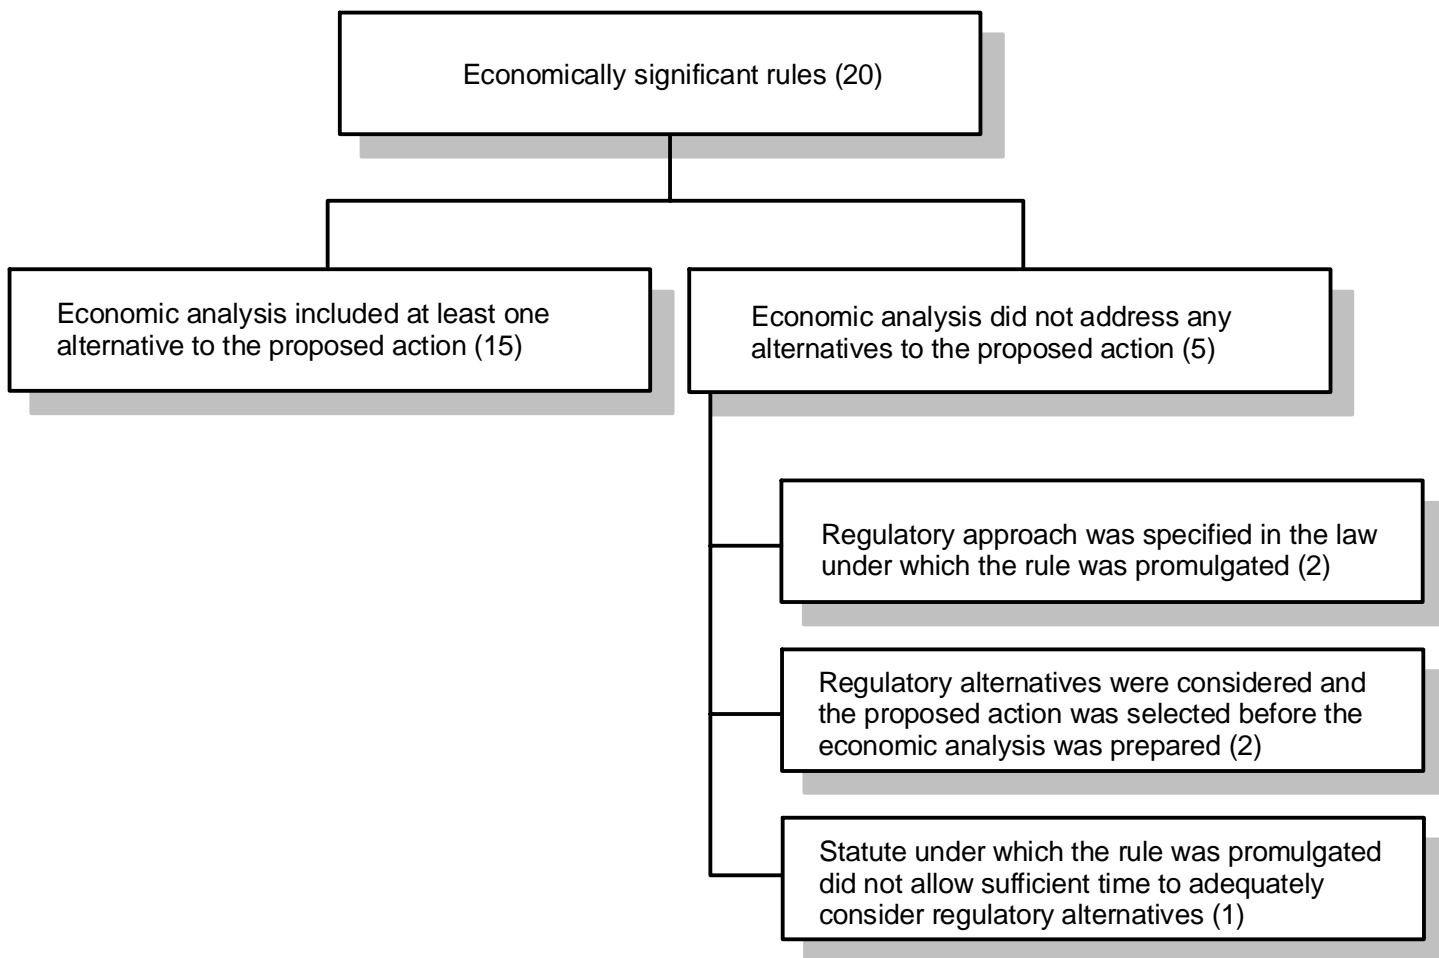 Economically significant rules (20)
Economic analysis included at least one
alternative to the proposed action (15)
Economic analysis did not address any
alternatives to the proposed action (5)
Regulatory approach was specified in the law
under which the rule was promulgated (2)
Regulatory alternatives were considered and
the proposed action was selected before the
economic analysis was prepared (2)
Statute under which the rule was promulgated
did not allow sufficient time to adequately
consider regulatory alternatives (1)